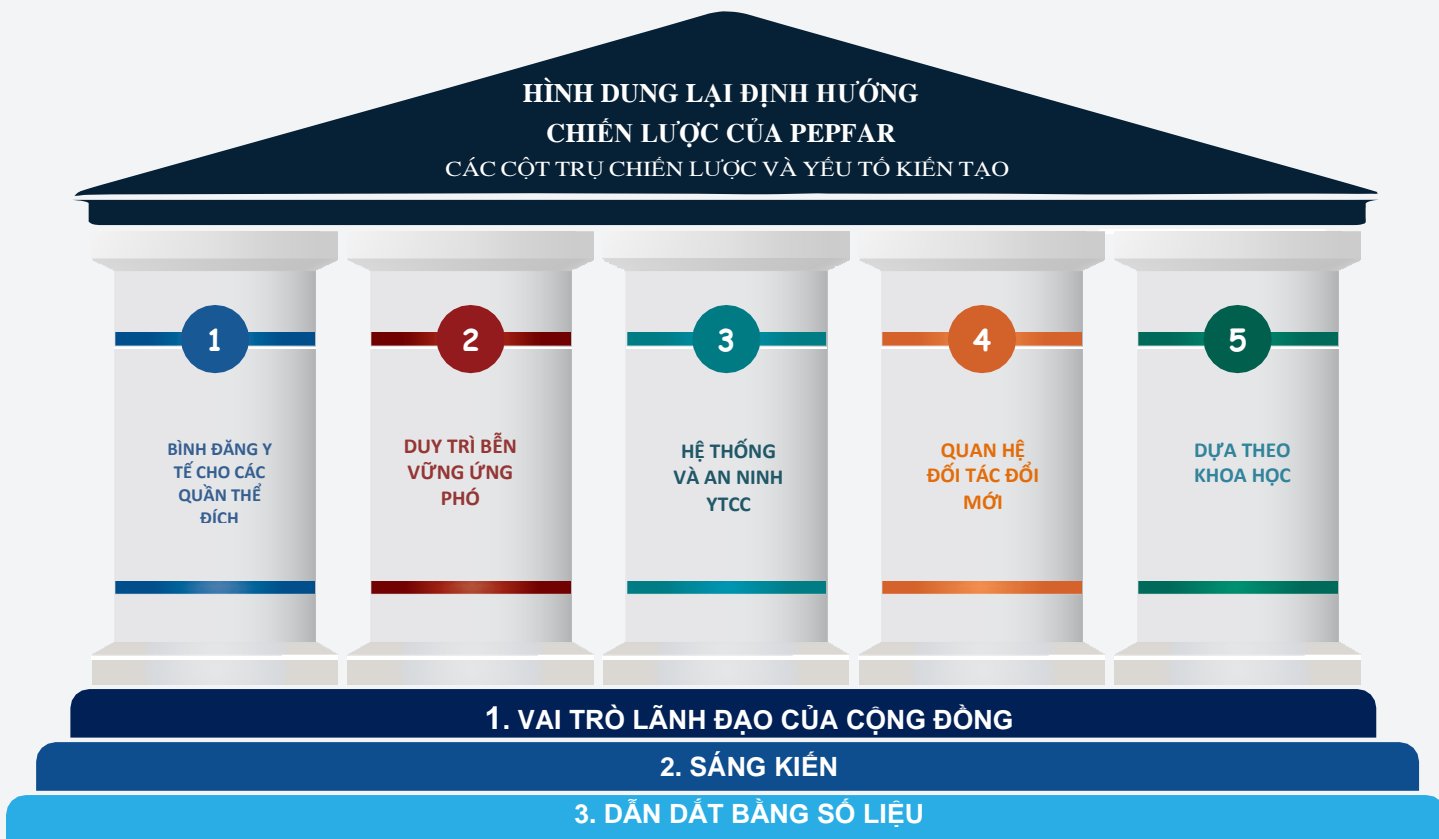 HÌNH DUNG LẠI ĐỊNH HƯỚNG
CHIẾN LƯỢC CỦA PEPFAR
CÁC CỘT TRỤ CHIẾN LƯỢC VÀ YẾU TỐ KIẾN TẠO
1
BÌNH ĐẲNG Y
TẾ CHO CÁC
QUẦN THỂ
ĐÍCH
2
DUY TRÌ BỄN
VỮNG ỨNG
PHÓ
3
HỆ THỐNG
VÀ AN NINH
YTCC
4
QUAN HỆ
ĐỐI TÁC ĐỔI
MỚI
5
DỰA THEO
KHOA HỌC
1. VAI TRÒ LÃNH ĐẠO CỦA CỘNG ĐỒNG
2. SÁNG KIẾN
3. DẪN DẮT BẰNG SỐ LIỆU